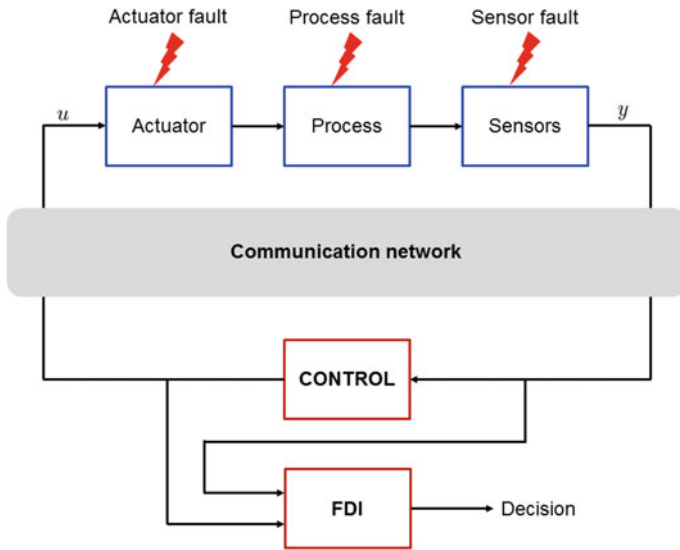 Actuator fault
Process fault
Sensor fault
u
Actuator
Process
Sensors
y
Communication network
CONTROL
FDI
Decision